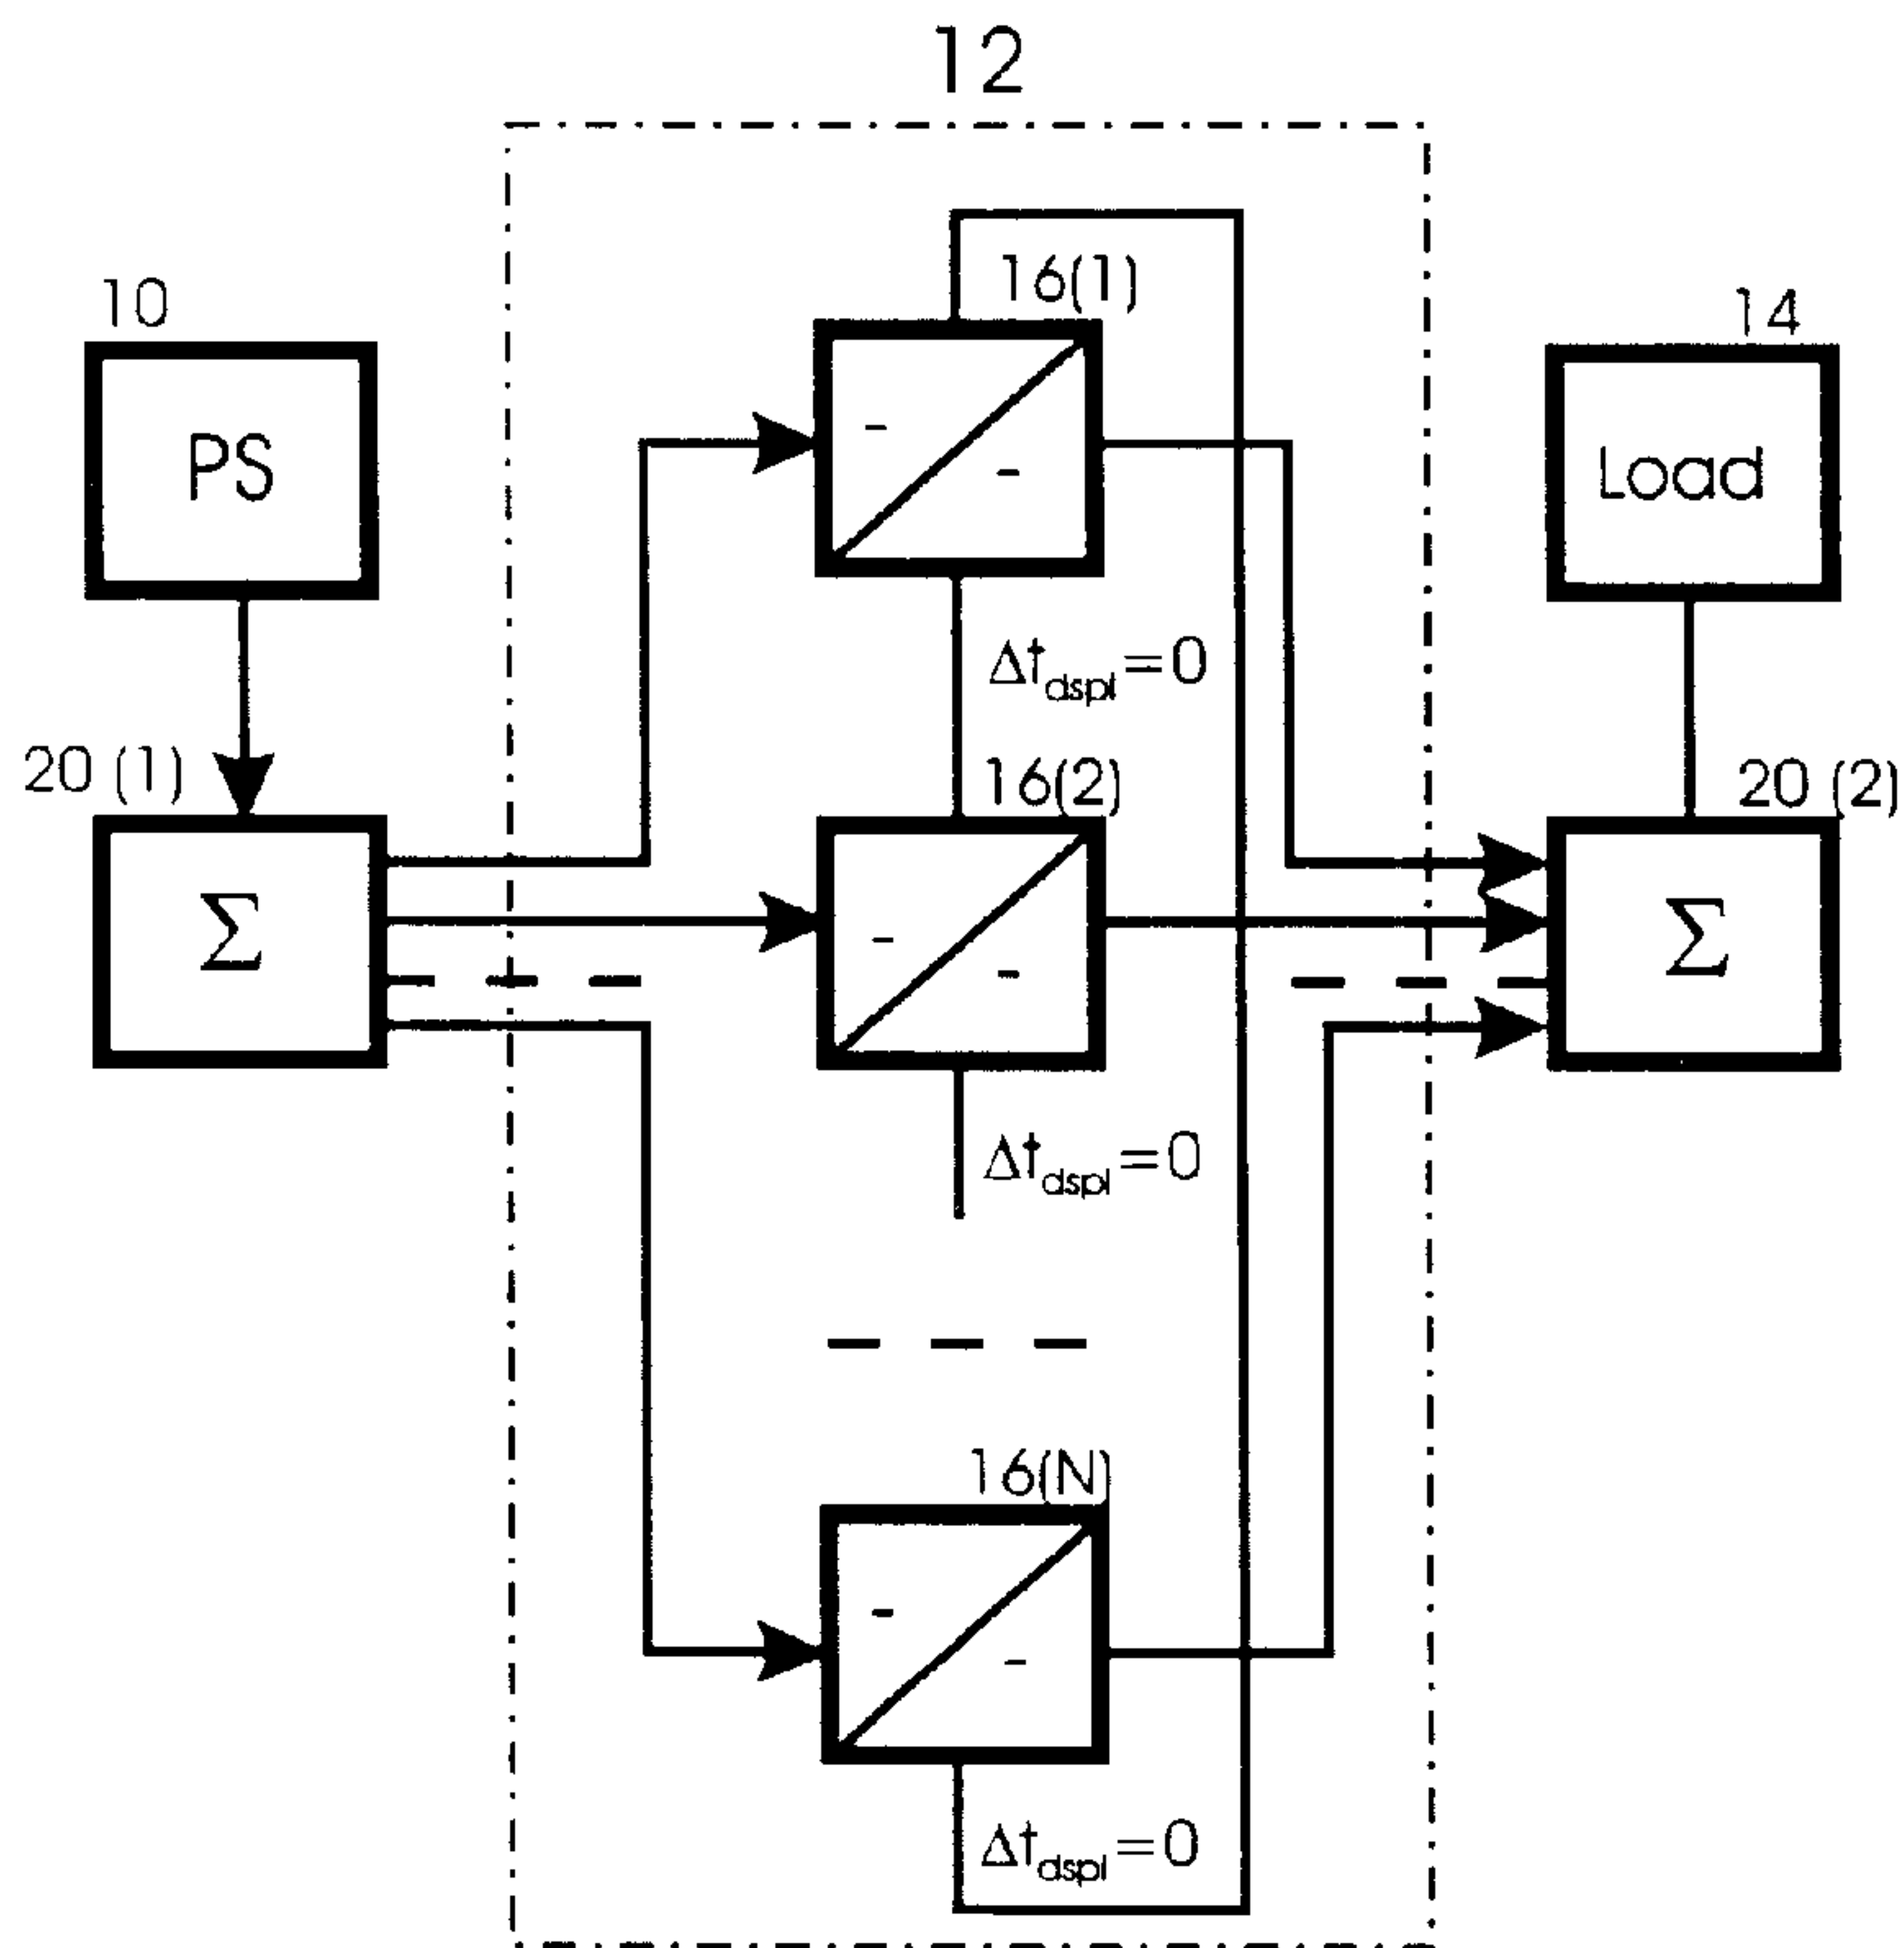 12
16(1)
10
14
PS
Load
Δt_dspl=0
20 (1)
16(2)
20 (2)
Σ
Σ
Δt_dspl=0
16(N)
Δt_dspl=0